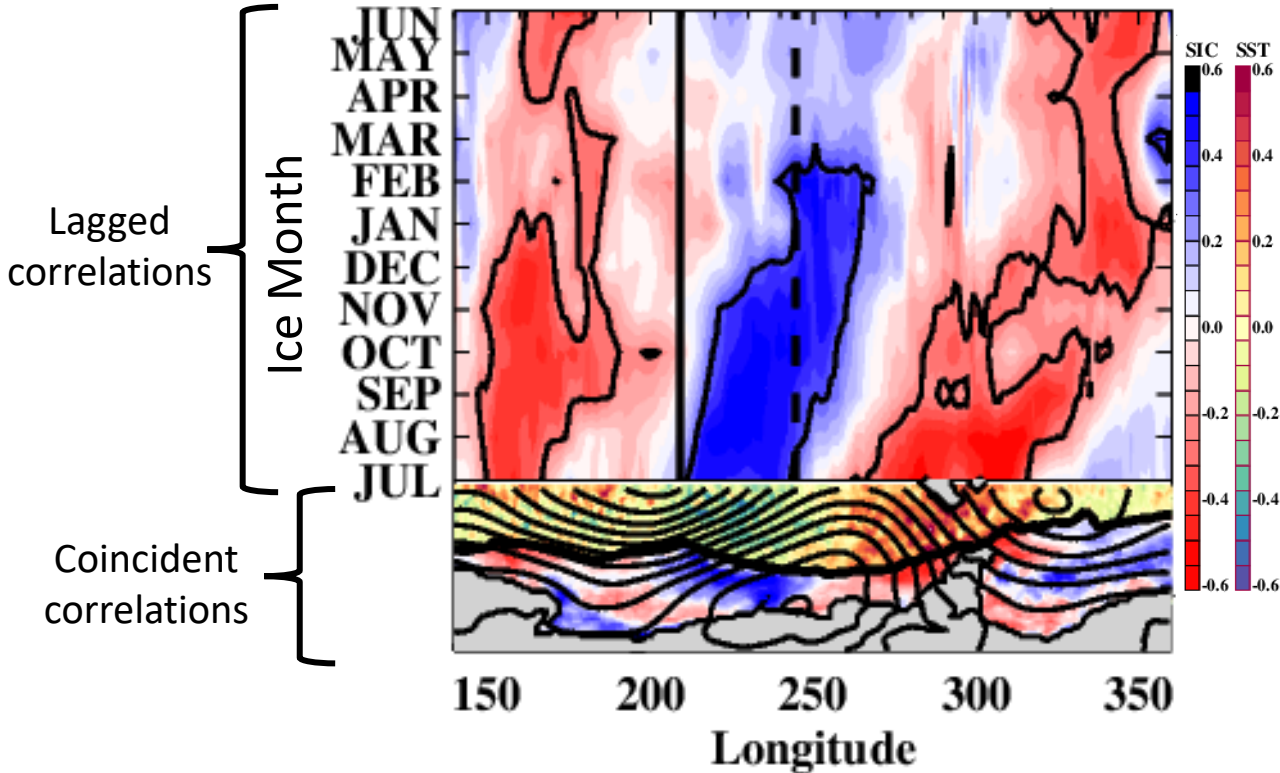 Lagged
correlations
Coincident
correlations
Ice Month
JUN
MAY
APR
MAR
FEB
JAN
DEC
NOV
OCT
SEP
AUG
JUL
150 200 250 300 350
Longitude
SIC SST
0.6 0.6
0.4 0.4
0.2 0.2
0.0 0.0
-0.2 -0.2
-0.4 -0.4
-0.6 -0.6